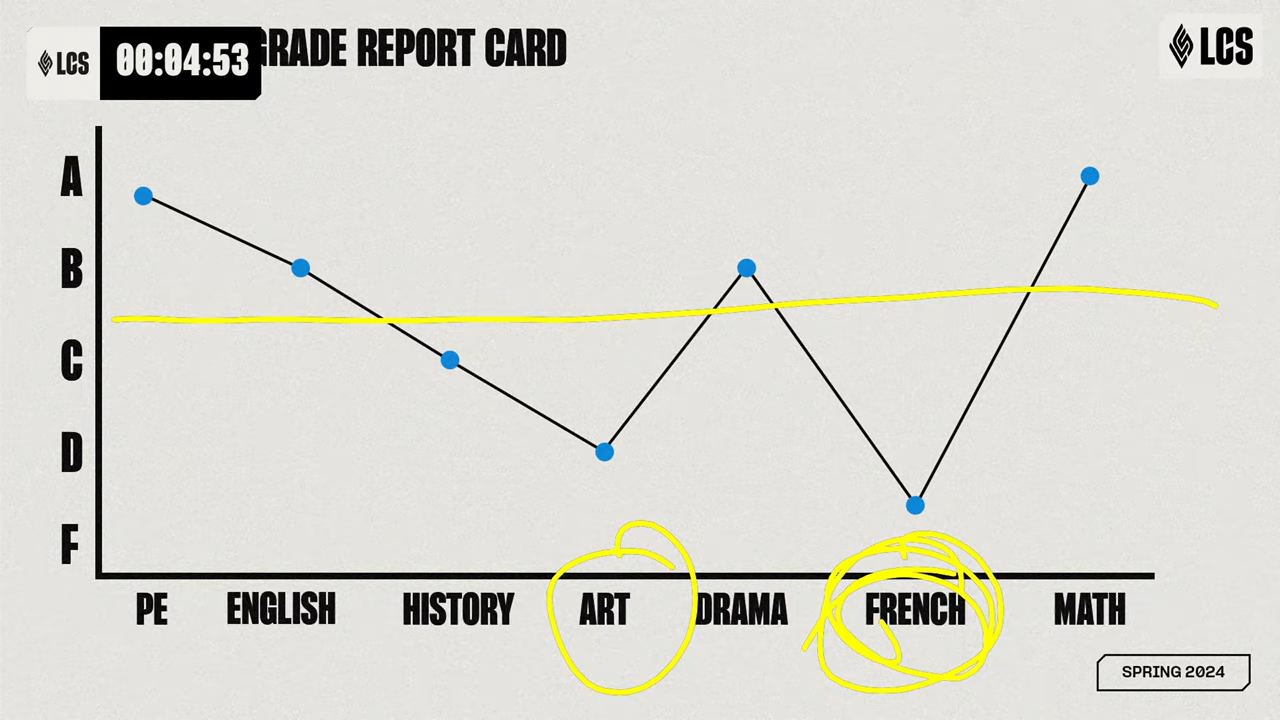 LCS 00:04:53 GRADE REPORT CARD LCS
A
B
C
D
F
PE ENGLISH HISTORY ART DRAMA FRENCH MATH
SPRING 2024